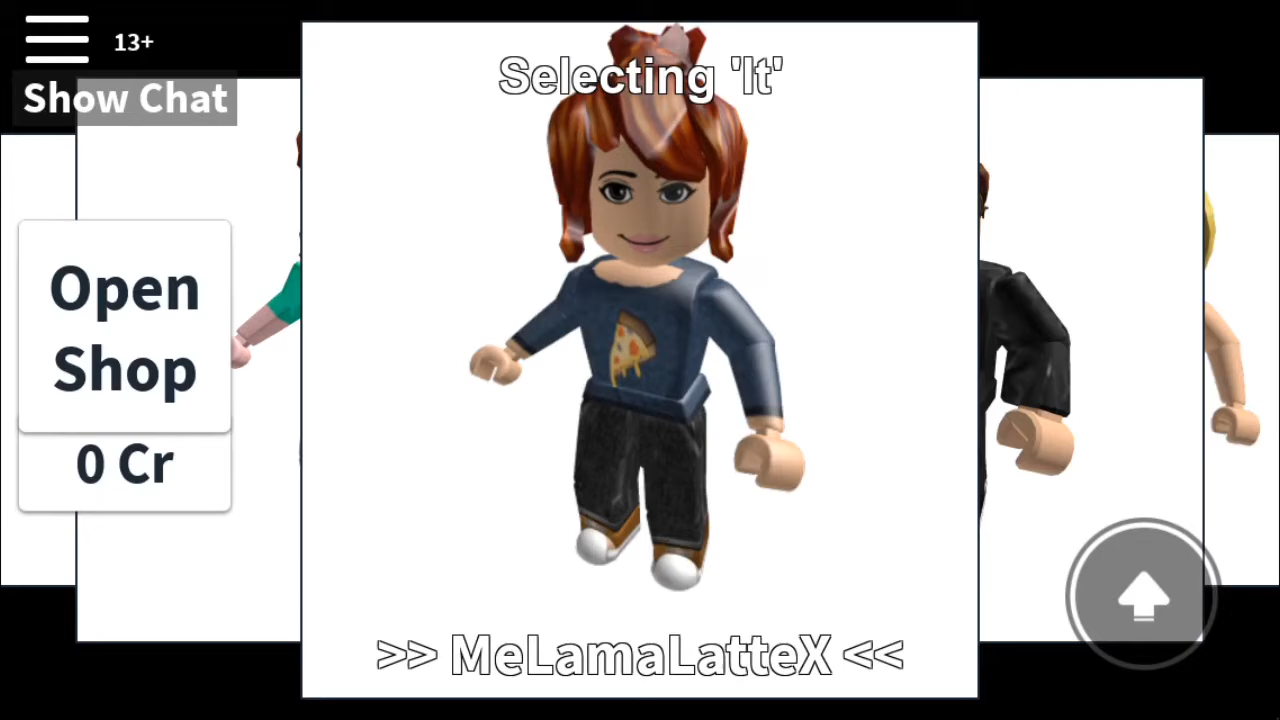 13+
Show Chat
Selecting 'It'
Open
Shop
0 Cr
>> MeLamaLatteX <<